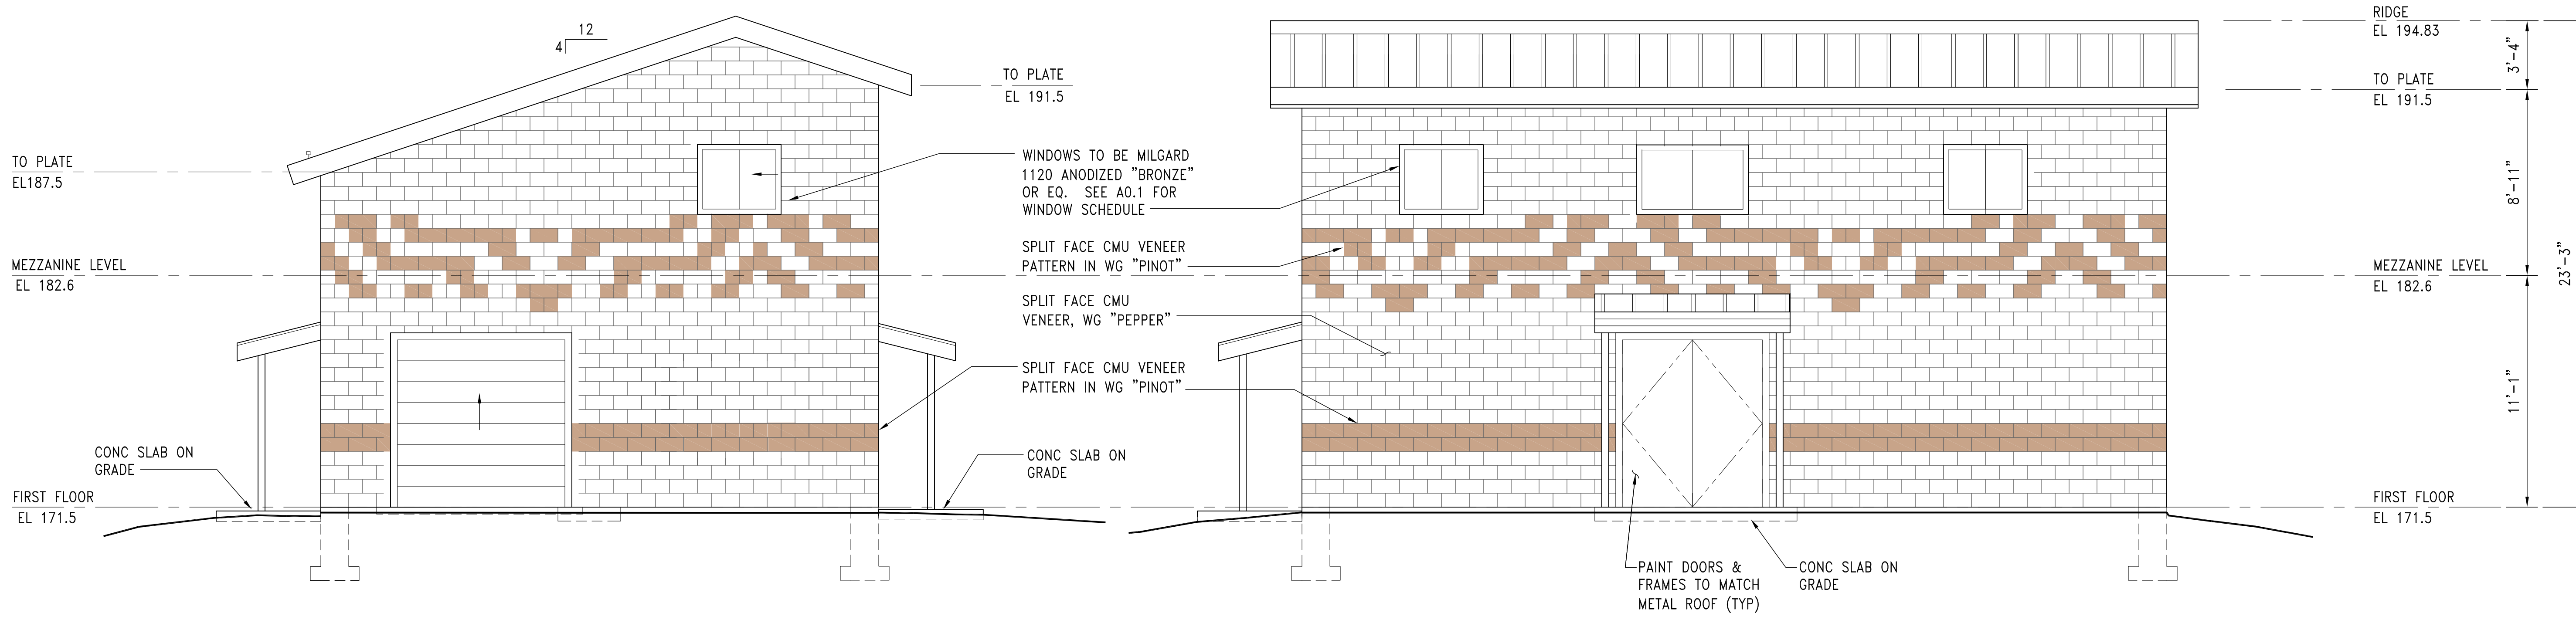 12
4
TO PLATE
EL 191.5
TO PLATE
EL187.5
WINDOWS TO BE MILGARD
1120 ANODIZED "BRONZE"
OR EQ. SEE A0.1 FOR
WINDOW SCHEDULE
SPLIT FACE CMU VENEER
PATTERN IN WG "PINOT"
MEZZANINE LEVEL
EL 182.6
SPLIT FACE CMU
VENEER, WG "PEPPER"
SPLIT FACE CMU VENEER
PATTERN IN WG "PINOT"
CONC SLAB ON
GRADE
CONC SLAB ON
GRADE
FIRST FLOOR
EL 171.5
RIDGE
EL 194.83
3'-4"
TO PLATE
EL 191.5
8'-11"
23'-3"
MEZZANINE LEVEL
EL 182.6
11'-1"
FIRST FLOOR
EL 171.5
PAINT DOORS &
FRAMES TO MATCH
METAL ROOF (TYP)
CONC SLAB ON
GRADE